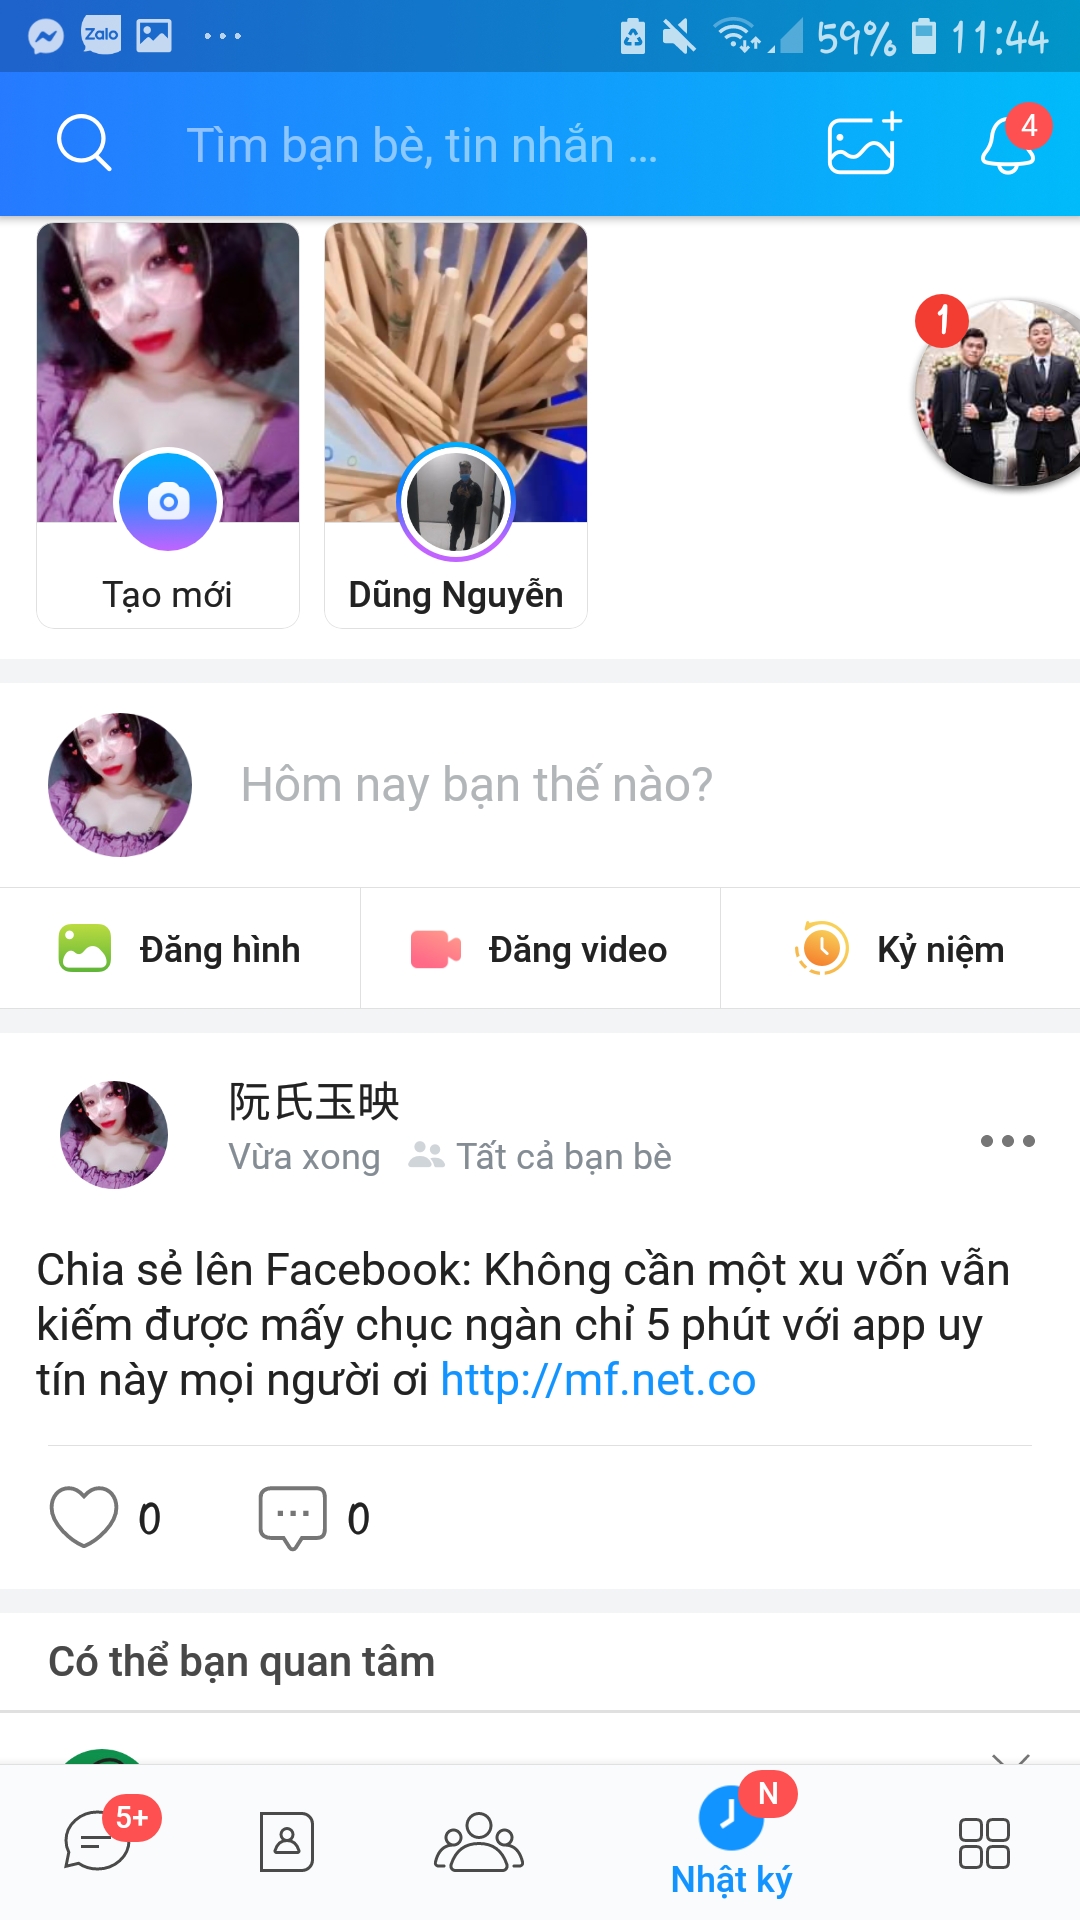 Zalo
59%
11:44
Tìm bạn bè, tin nhắn ...
4
1
Tạo mới
Dũng Nguyễn
Hôm nay bạn thế nào?
Đăng hình
Đăng video
Kỷ niệm
阮氏玉映
Vừa xong Tất cả bạn bè
Chia sẻ lên Facebook: Không cần một xu vốn vẫn
kiếm được mấy chục ngàn chỉ 5 phút với app uy
tín này mọi người ơi http://mf.net.co
0
0
Có thể bạn quan tâm
5+
N
Nhật ký